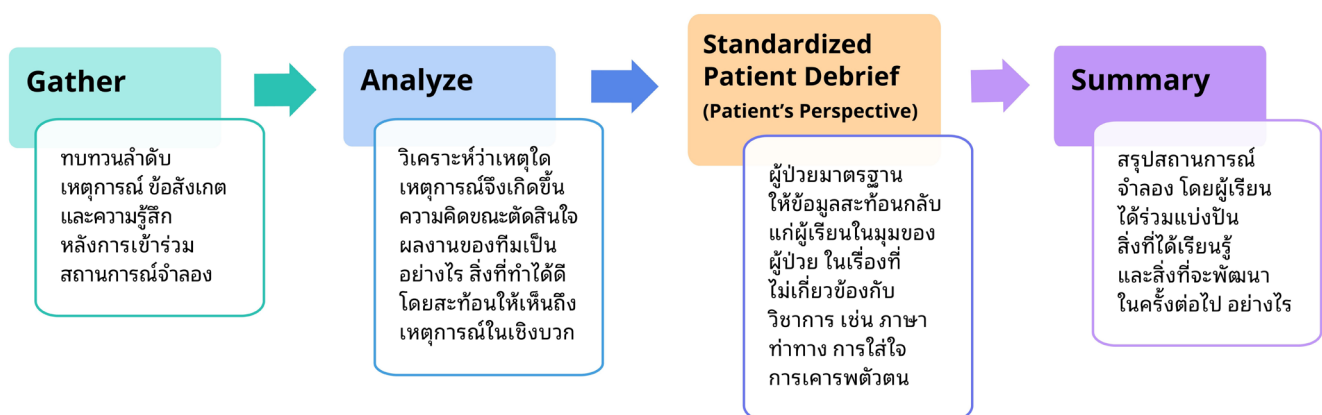 Gather
ทบทวนลำดับ
เหตุการณ์ ข้อสังเกต
และความรู้สึก
หลังการเข้าร่วม
สถานการณ์จำลอง
Analyze
วิเคราะห์ว่าเหตุใด
เหตุการณ์จึงเกิดขึ้น
ความคิดขณะตัดสินใจ
ผลงานของทีมเป็น
อย่างไร สิ่งที่ทำได้ดี
โดยสะท้อนให้เห็นถึง
เหตุการณ์ในเชิงบวก
Standardized
Patient Debrief
(Patient's Perspective)
ผู้ป่วยมาตรฐาน
ให้ข้อมูลสะท้อนกลับ
แก่ผู้เรียนในมุมของ
ผู้ป่วย ในเรื่องที่
ไม่เกี่ยวข้องกับ
วิชาการ เช่น ภาษา
ท่าทาง การใส่ใจ
การเคารพตัวตน
Summary
สรุปสถานการณ์
จำลอง โดยผู้เรียน
ได้ร่วมแบ่งปัน
สิ่งที่ได้เรียนรู้
และสิ่งที่จะพัฒนา
ในครั้งต่อไป อย่างไร